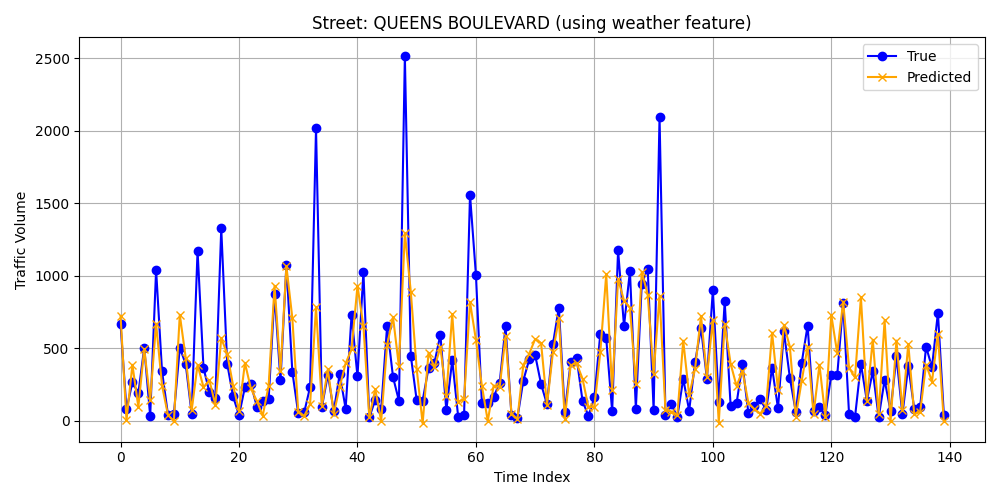 Street: QUEENS BOULEVARD (using weather feature)
True
Predicted
Traffic Volume
2500
2000
1500
1000
500
0
0 20 40 60 80 100 120 140
Time Index